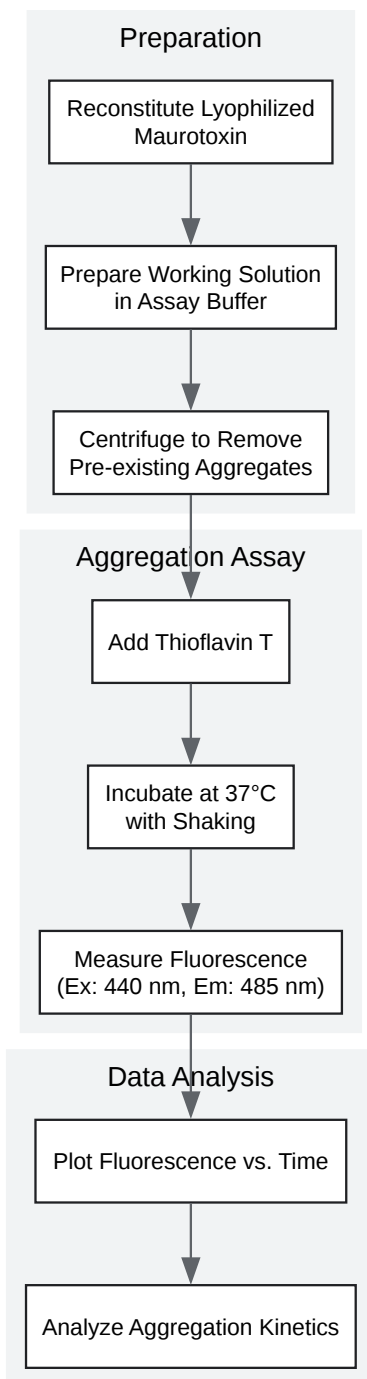 Preparation
Reconstitute Lyophilized
Maurotoxin
Prepare Working Solution
in Assay Buffer
Centrifuge to Remove
Pre-existing Aggregates
Aggregation Assay
Add Thioflavin T
Incubate at 37°C
with Shaking
Measure Fluorescence
(Ex: 440 nm, Em: 485 nm)
Data Analysis
Plot Fluorescence vs. Time
Analyze Aggregation Kinetics